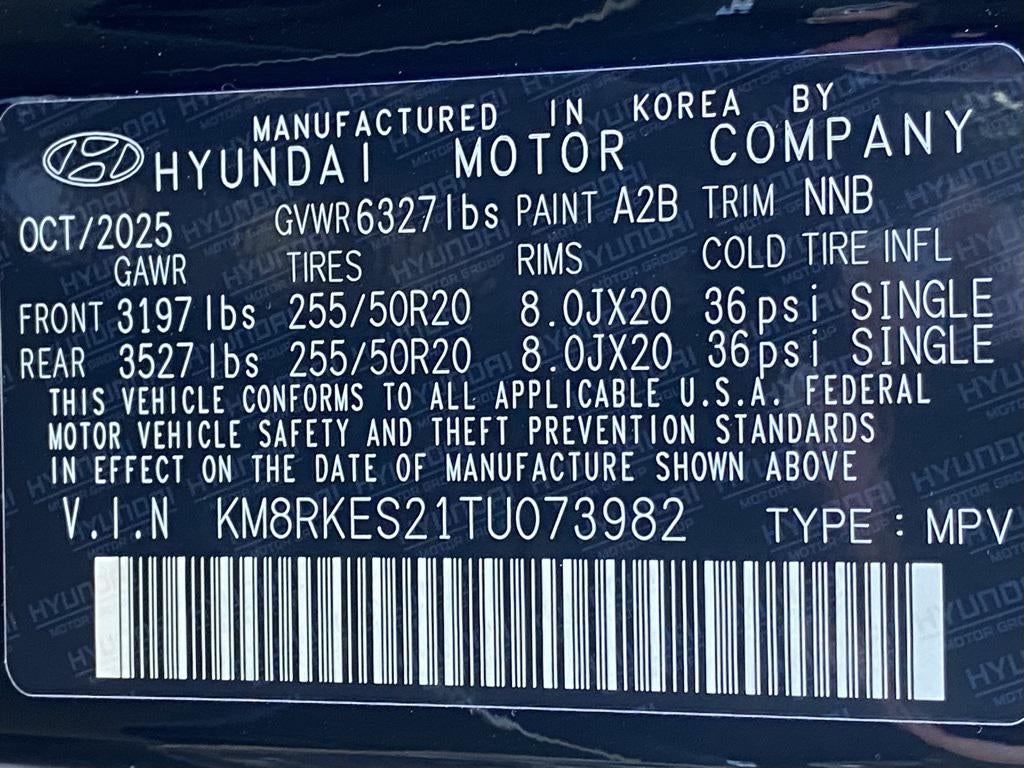 MANUFACTURED IN KOREA BY
HYUNDAI MOTOR COMPANY
OCT/2025 GVWR 6327lbs PAINT A2B TRIM NNB
GAWR TIRES RIMS COLD TIRE INFL
FRONT 3197lbs 255/50R20 8.0JX20 36psi SINGLE
REAR 3527lbs 255/50R20 8.0JX20 36psi SINGLE
THIS VEHICLE CONFORMS TO ALL APPLICABLE U.S.A. FEDERAL
MOTOR VEHICLE SAFETY AND THEFT PREVENTION STANDARDS
IN EFFECT ON THE DATE OF MANUFACTURE SHOWN ABOVE
V.I.N KM8RKES21TU073982 TYPE : MPV